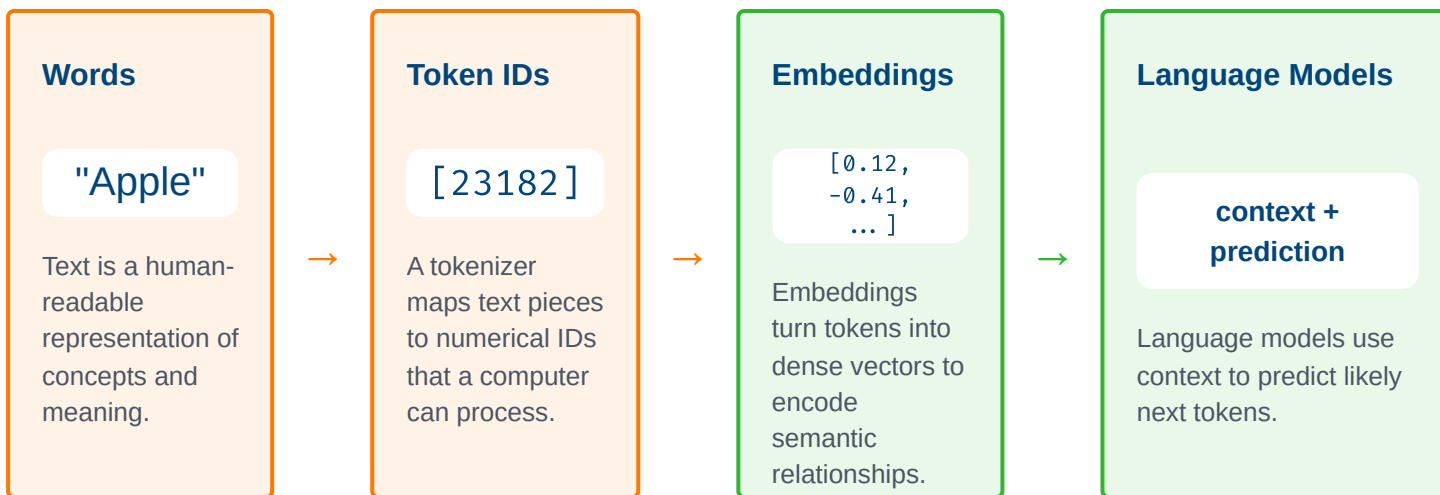 Words
"Apple"
Text is a human-
readable
representation of
concepts and
meaning.
→
Token IDs
[23182]
A tokenizer
maps text pieces
to numerical IDs
that a computer
can process.
→
Embeddings
[0.12,
-0.41,
... ]
Embeddings
turn tokens into
dense vectors to
encode
semantic
relationships.
→
Language Models
context +
prediction
Language models use
context to predict likely
next tokens.